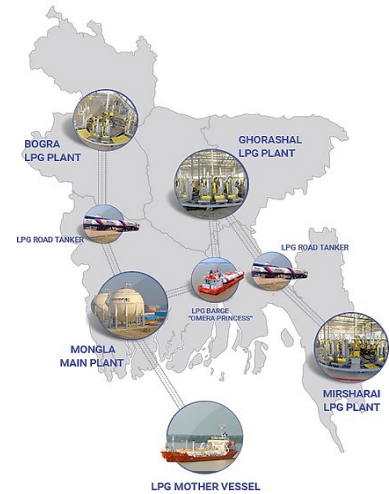 BOGRA
LPG PLANT
GHORASHAL
LPG PLANT
LPG ROAD TANKER
LPG ROAD TANKER
LPG BARGE
"OMERA PRINCESS"
MONGLA
MAIN PLANT
MIRSHARAI
LPG PLANT
LPG MOTHER VESSEL